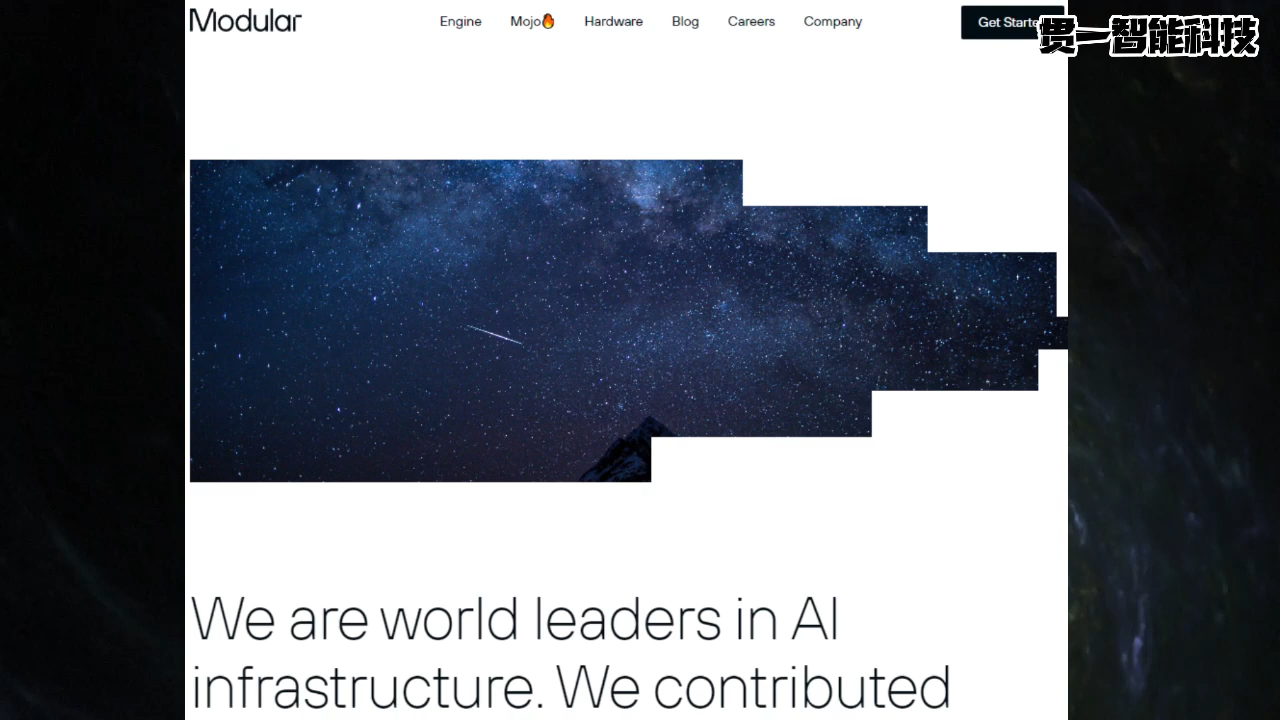 Modular
Engine
Mojo🔥
Hardware
Blog
Careers
Company
Get Starte
贯一智能科技
We are world leaders in AI
infrastructure. We contributed